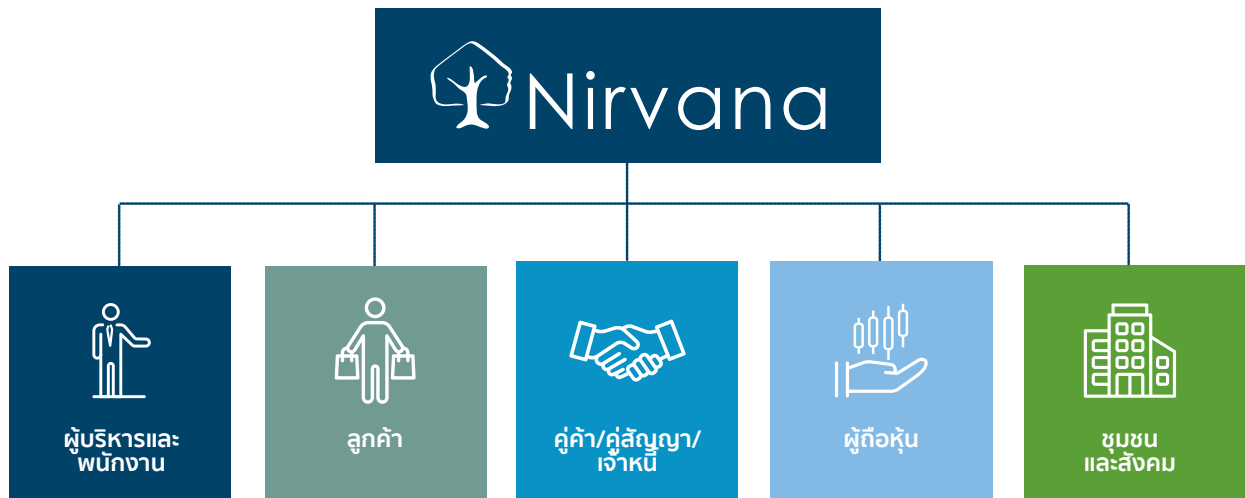 Nirvana
ผู้บริหารและ
พนักงาน
ลูกค้า
คู่ค้า/คู่สัญญา/
เจ้าหนี้
ผู้ถือหุ้น
ชุมชน
และสังคม